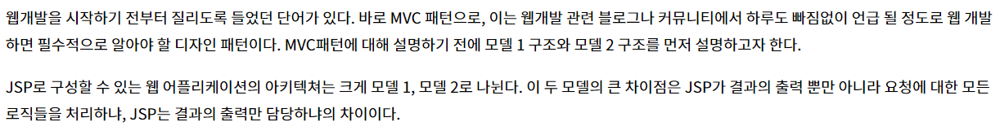 웹개발을 시작하기 전부터 질리도록 들었던 단어가 있다. 바로 MVC 패턴으로, 이는 웹개발 관련 블로그나 커뮤니티에서 하루도 빠짐없이 언급 될 정도로 웹 개발
하면 필수적으로 알아야 할 디자인 패턴이다. MVC패턴에 대해 설명하기 전에 모델 1 구조와 모델 2 구조를 먼저 설명하고자 한다.
JSP로 구성할 수 있는 웹 어플리케이션의 아키텍쳐는 크게 모델 1, 모델 2로 나뉜다. 이 두 모델의 큰 차이점은 JSP가 결과의 출력 뿐만 아니라 요청에 대한 모든
로직들을 처리하냐, JSP는 결과의 출력만 담당하냐의 차이이다.